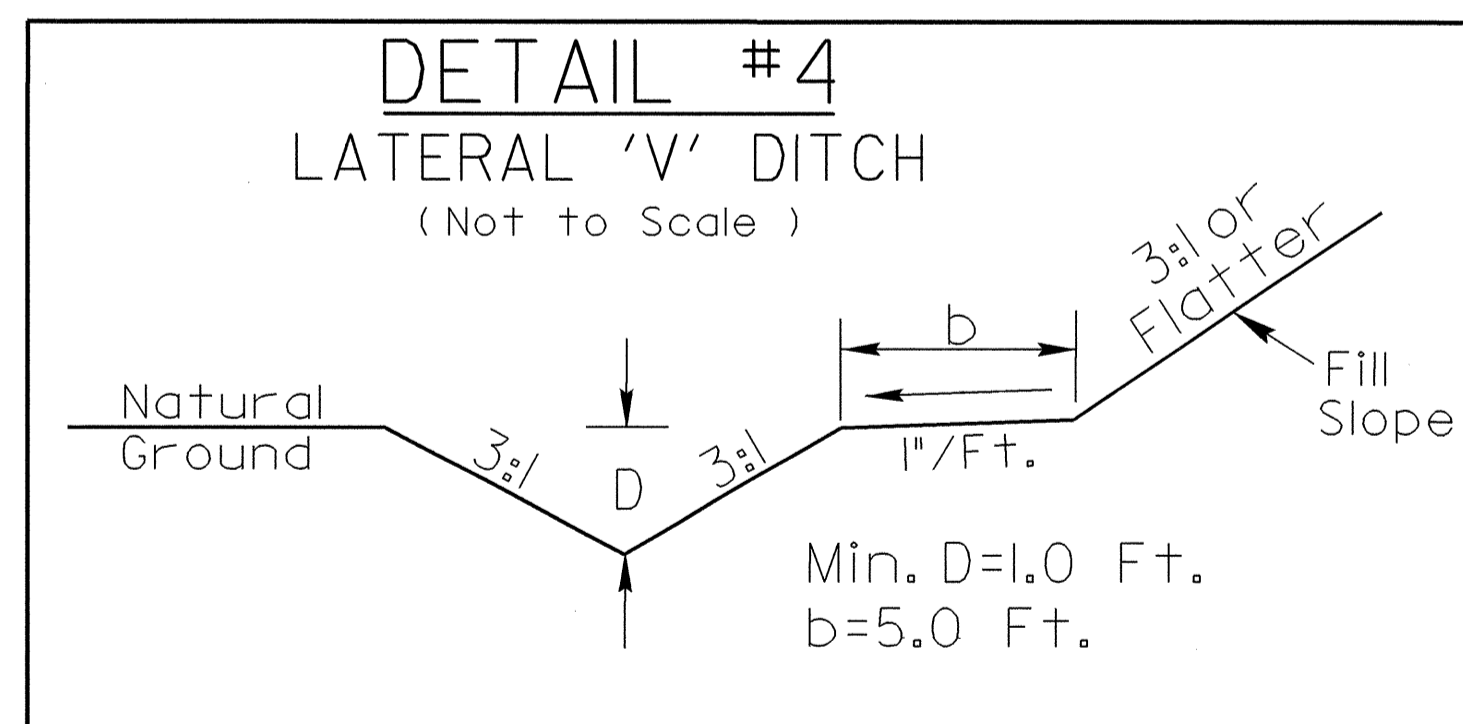 DETAIL #4
LATERAL 'V' DITCH
( Not to Scale )
3:1 or
Flatter
b
Fill
Slope
Natural
Ground
3:1
D
3:1
1"/Ft.
Min. D=1.0 Ft.
b=5.0 Ft.